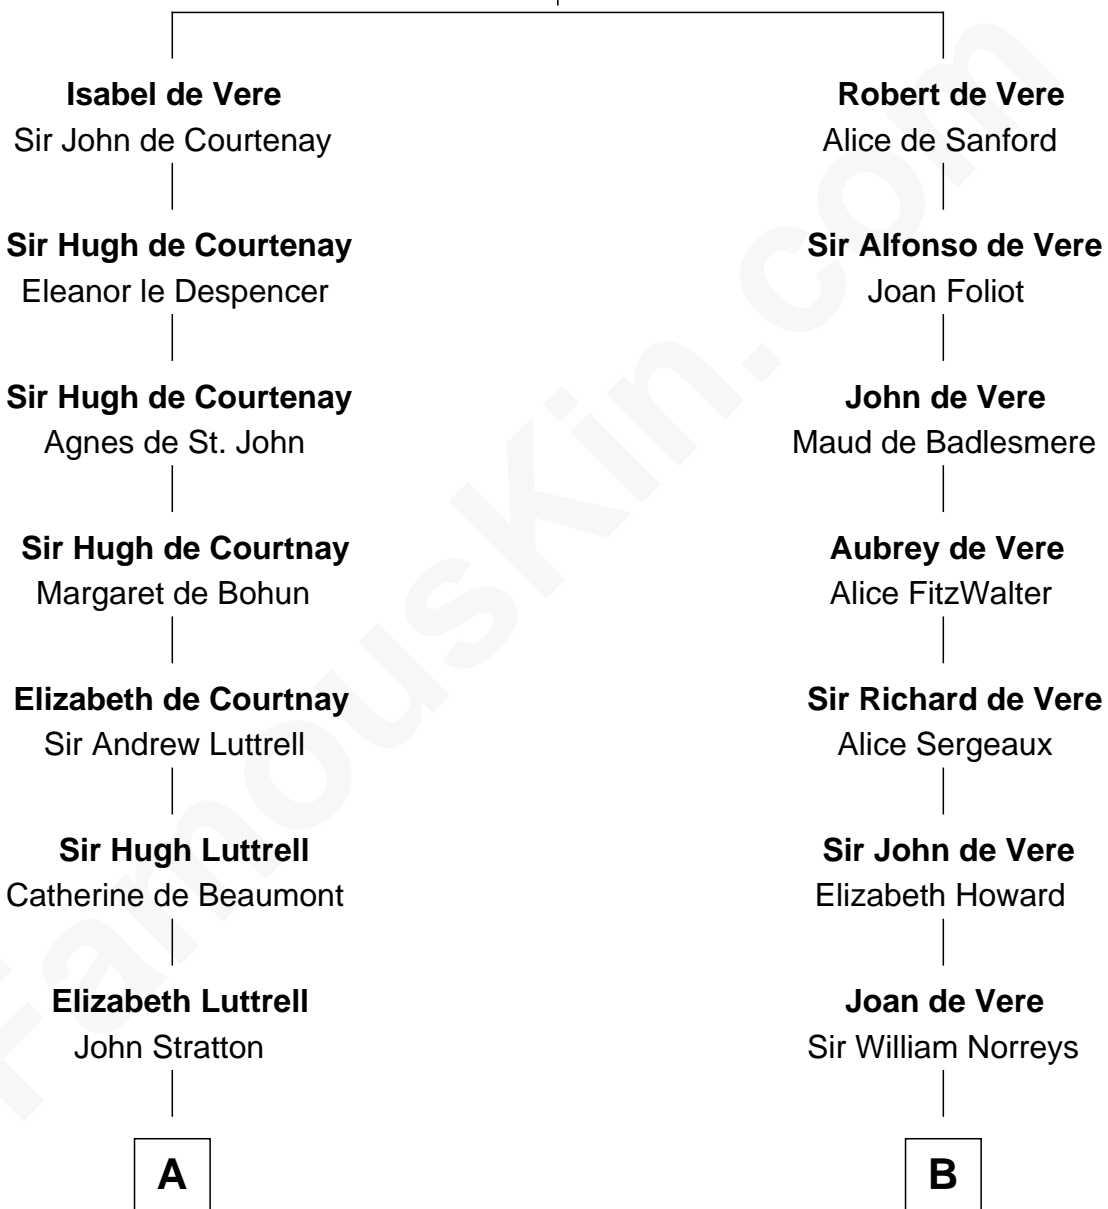 Isabel de Vere
Sir John de Courtenay
Sir Hugh de Courtenay
Eleanor le Despencer
Sir Hugh de Courtenay
Agnes de St. John
Sir Hugh de Courtnay
Margaret de Bohun
Elizabeth de Courtnay
Sir Andrew Luttrell
Sir Hugh Luttrell
Catherine de Beaumont
Elizabeth Luttrell
John Stratton
A
Robert de Vere
Alice de Sanford
Sir Alfonso de Vere
Joan Foliot
John de Vere
Maud de Badlesmere
Aubrey de Vere
Alice FitzWalter
Sir Richard de Vere
Alice Sergeaux
Sir John de Vere
Elizabeth Howard
Joan de Vere
Sir William Norreys
B
FamousKin.com